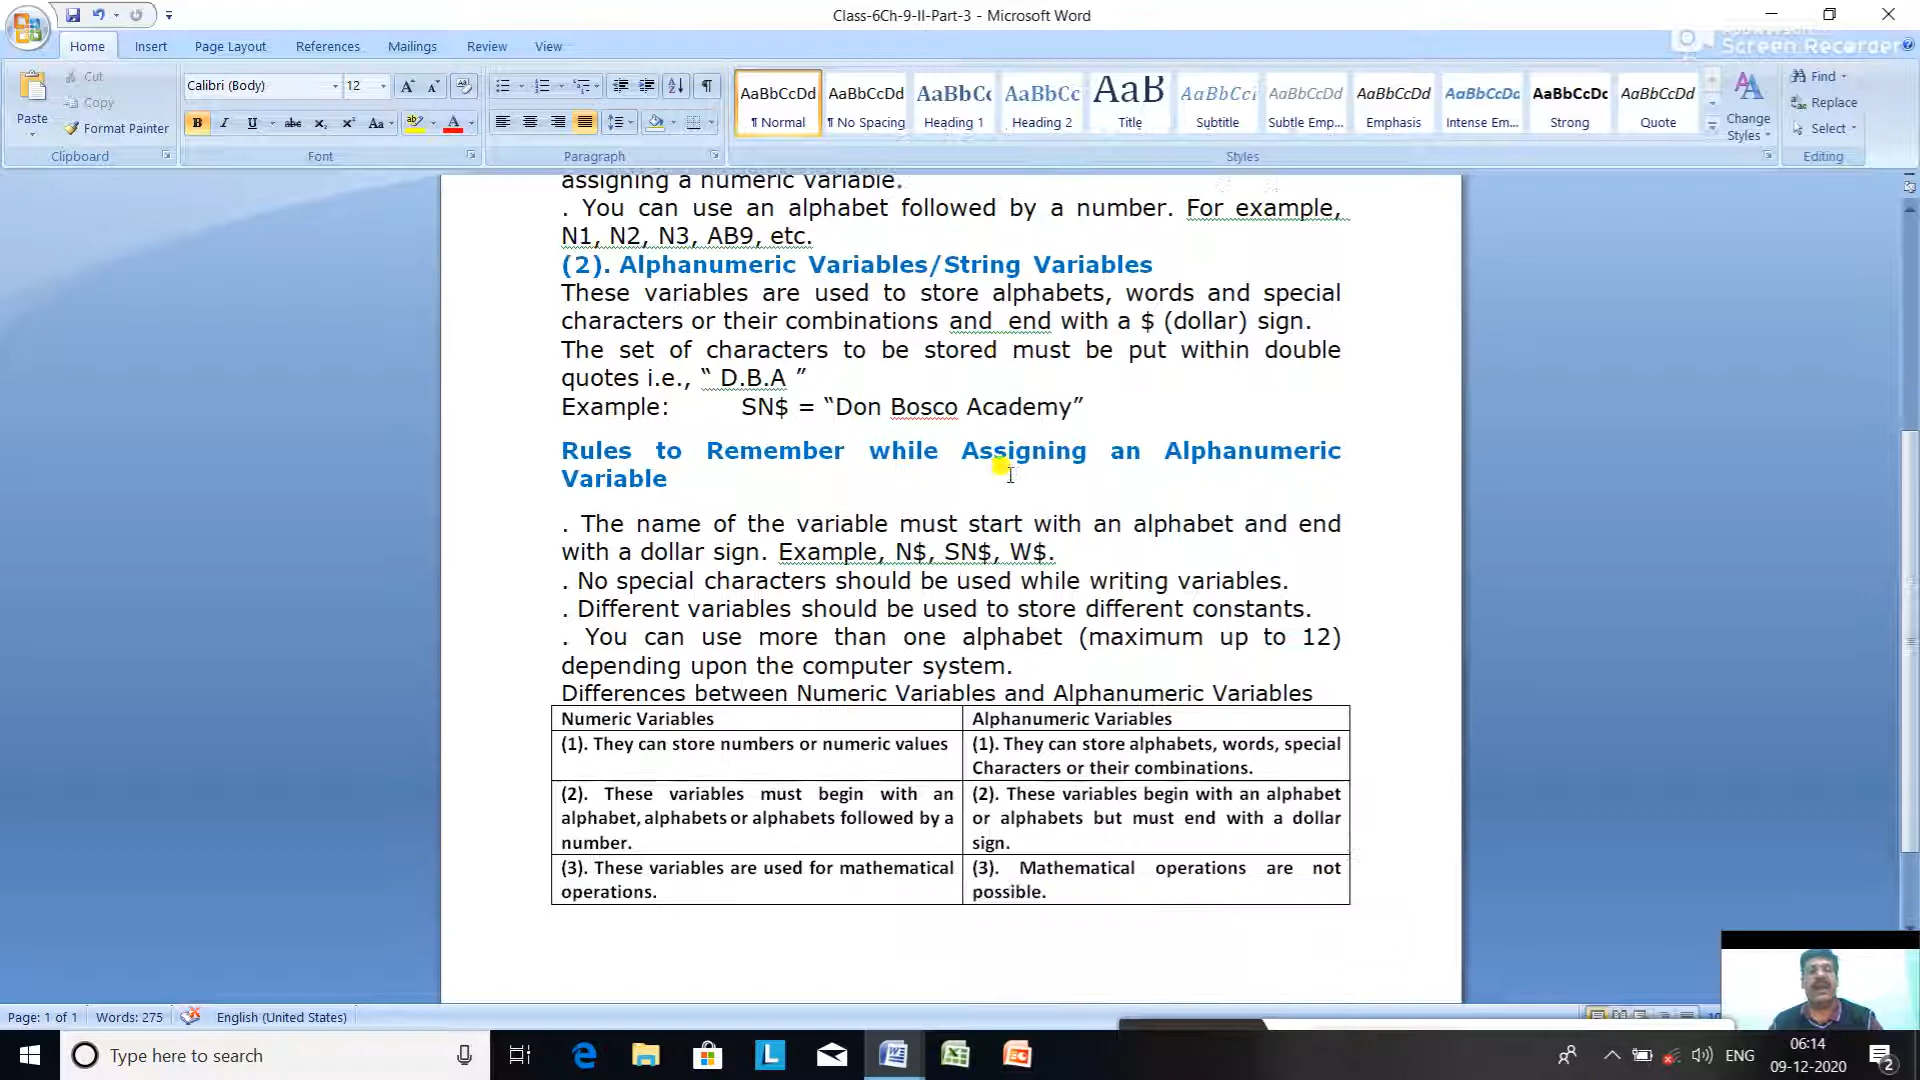 Class-6Ch-9-II-Part-3 - Microsoft Word
Home Insert Page Layout References Mailings Review View
Screen Recorder
Paste
Cut
Copy
Format Painter
Calibri (Body) 12
AaBbCcDd AaBbCcDd AaBbCc AaBbCc AaB AaBbCci AaBbCcDd AaBbCcDd AaBbCcDd AaBbCcDc AaBbCcDd
¶ Normal ¶ No Spacing Heading 1 Heading 2 Title Subtitle Subtle Emp... Emphasis Intense Em... Strong Quote
Change Styles
Find
Replace
Select
Clipboard Font Paragraph Styles Editing
assigning a numeric variable.
. You can use an alphabet followed by a number. For example,
N1, N2, N3, AB9, etc.
(2). Alphanumeric Variables/String Variables
These variables are used to store alphabets, words and special
characters or their combinations and end with a $ (dollar) sign.
The set of characters to be stored must be put within double
quotes i.e., “ D.B.A ”
Example: SN$ = “Don Bosco Academy”
Rules to Remember while Assigning an Alphanumeric
Variable
. The name of the variable must start with an alphabet and end
with a dollar sign. Example, N$, SN$, W$.
. No special characters should be used while writing variables.
. Different variables should be used to store different constants.
. You can use more than one alphabet (maximum up to 12)
depending upon the computer system.
Differences between Numeric Variables and Alphanumeric Variables
Numeric Variables
Alphanumeric Variables
(1). They can store numbers or numeric values
(1). They can store alphabets, words, special
Characters or their combinations.
(2). These variables must begin with an
alphabet, alphabets or alphabets followed by a
number.
(2). These variables begin with an alphabet
or alphabets but must end with a dollar
sign.
(3). These variables are used for mathematical
operations.
(3). Mathematical operations are not
possible.
Page: 1 of 1 Words: 275 English (United States)
Type here to search
ENG
06:14
09-12-2020
2